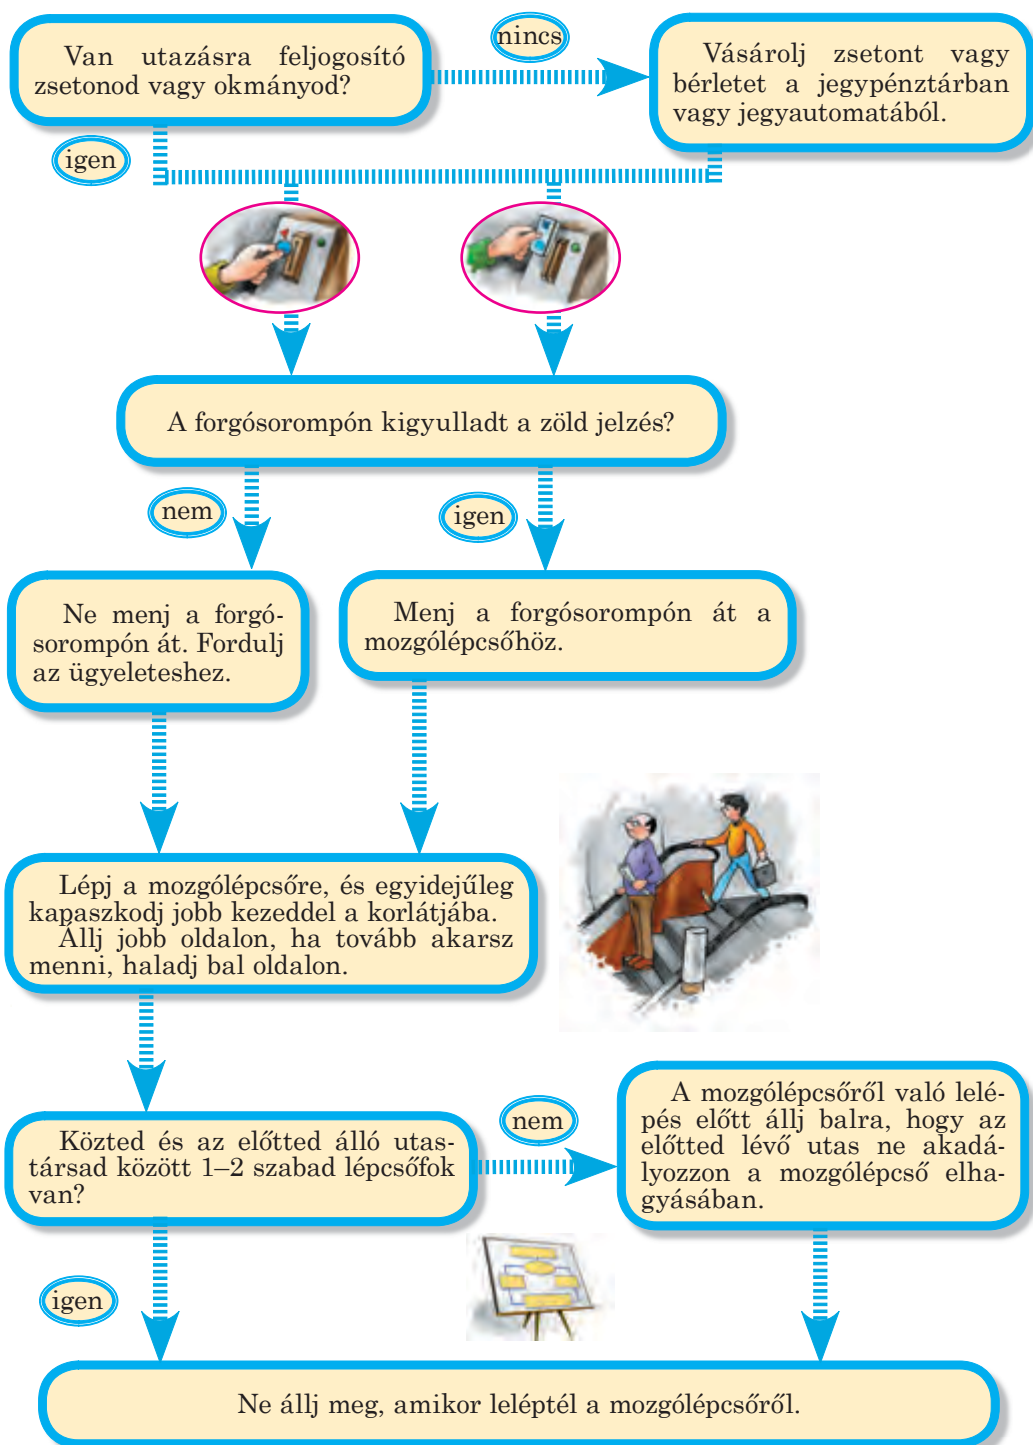 Van utazásra feljogosító
zsetonod vagy okmányod?
nincs
Vásárolj zsetont vagy
bérletet a jegypénztárban
vagy jegyautomatából.
igen
A forgósorompón kigyulladt a zöld jelzés?
nem
igen
Ne menj a forgó-
sorompón át. Fordulj
az ügyeleteshez.
Menj a forgósorompón át a
mozgólépcsőhöz.
Lépj a mozgólépcsőre, és egyidejűleg
kapaszkodj jobb kezeddel a korlátjába.
Állj jobb oldalon, ha tovább akarsz
menni, haladj bal oldalon.
Közted és az előtted álló utas-
társad között 1–2 szabad lépcsőfok
van?
nem
A mozgólépcsőről való lelé-
pés előtt állj balra, hogy az
előtted lévő utas ne akadá-
lyozzon a mozgólépcső elha-
gyásában.
igen
Ne állj meg, amikor leléptél a mozgólépcsőről.